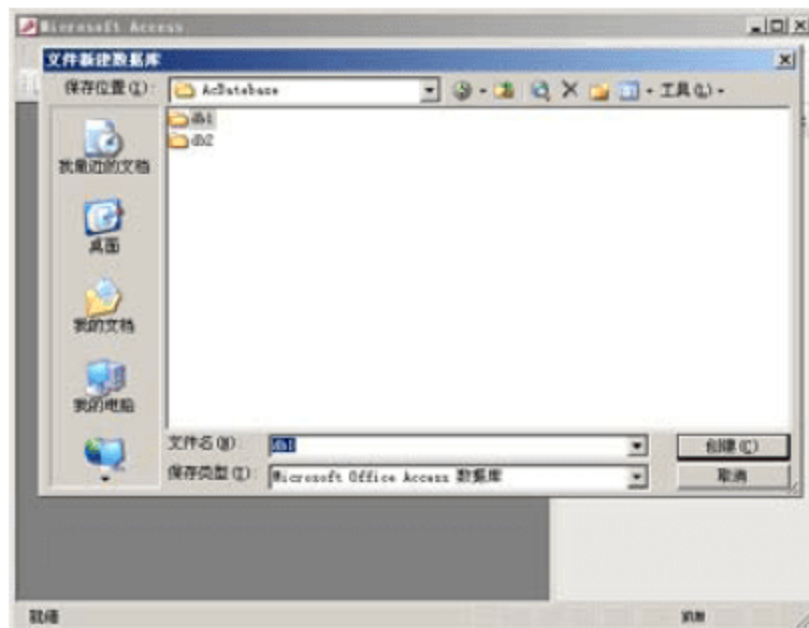 Microsoft Access
文件新建数据库
保存位置(I):
AcDatabase
工具(L)
db1
db2
我最近的文档
桌面
我的文档
我的电脑
文件名(N):
db1
创建(C)
保存类型(T):
Microsoft Office Access 数据库
取消
就绪